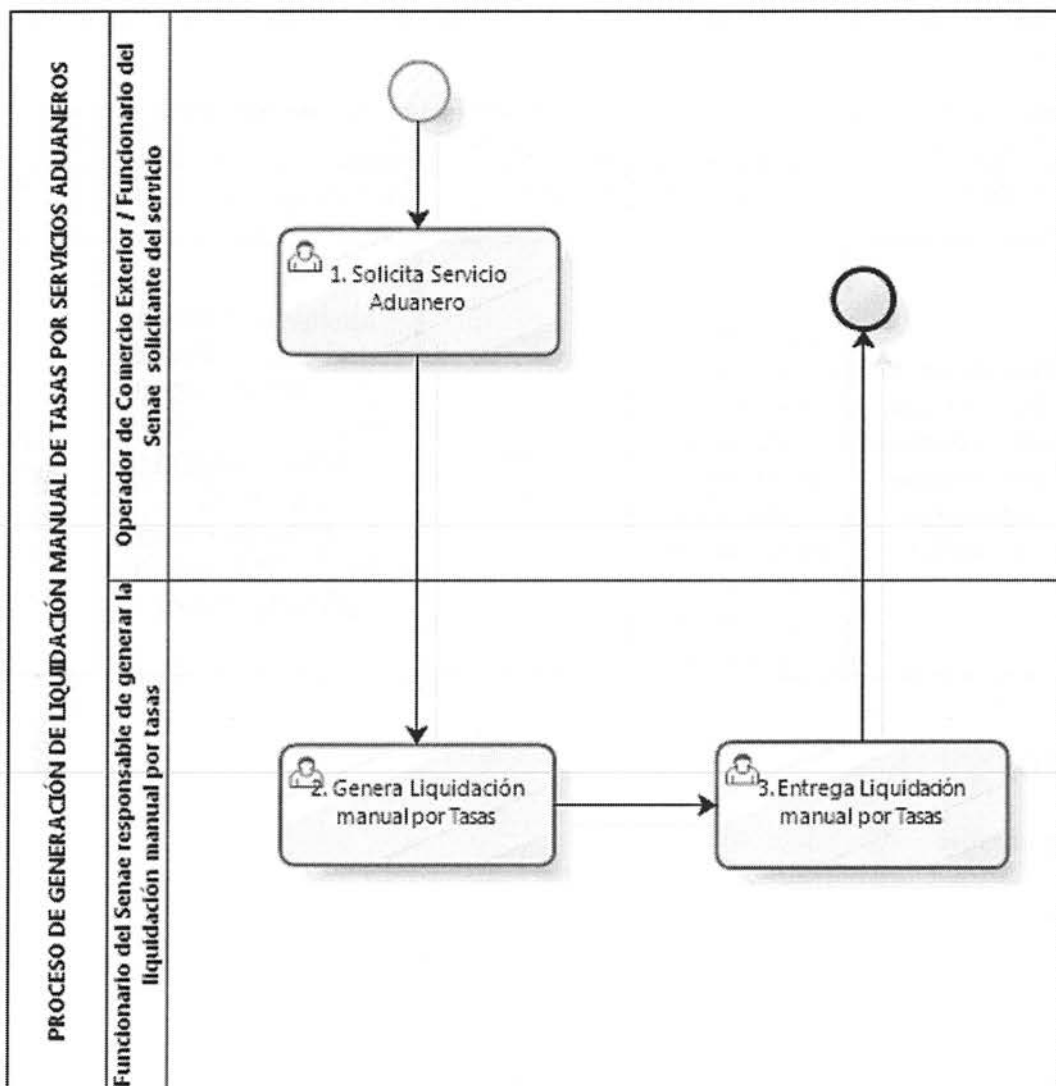 PROCESO DE GENERACIÓN DE LIQUIDACIÓN MANUAL DE TASAS POR SERVICIOS ADUANEROS
Operador de Comercio Exterior / Funcionario del
Senae solicitante del servicio
1. Solicita Servicio
Aduanero
Funcionario del Senae responsable de generar la
liquidación manual por tasas
2. Genera Liquidación
manual por Tasas
3. Entrega Liquidación
manual por Tasas